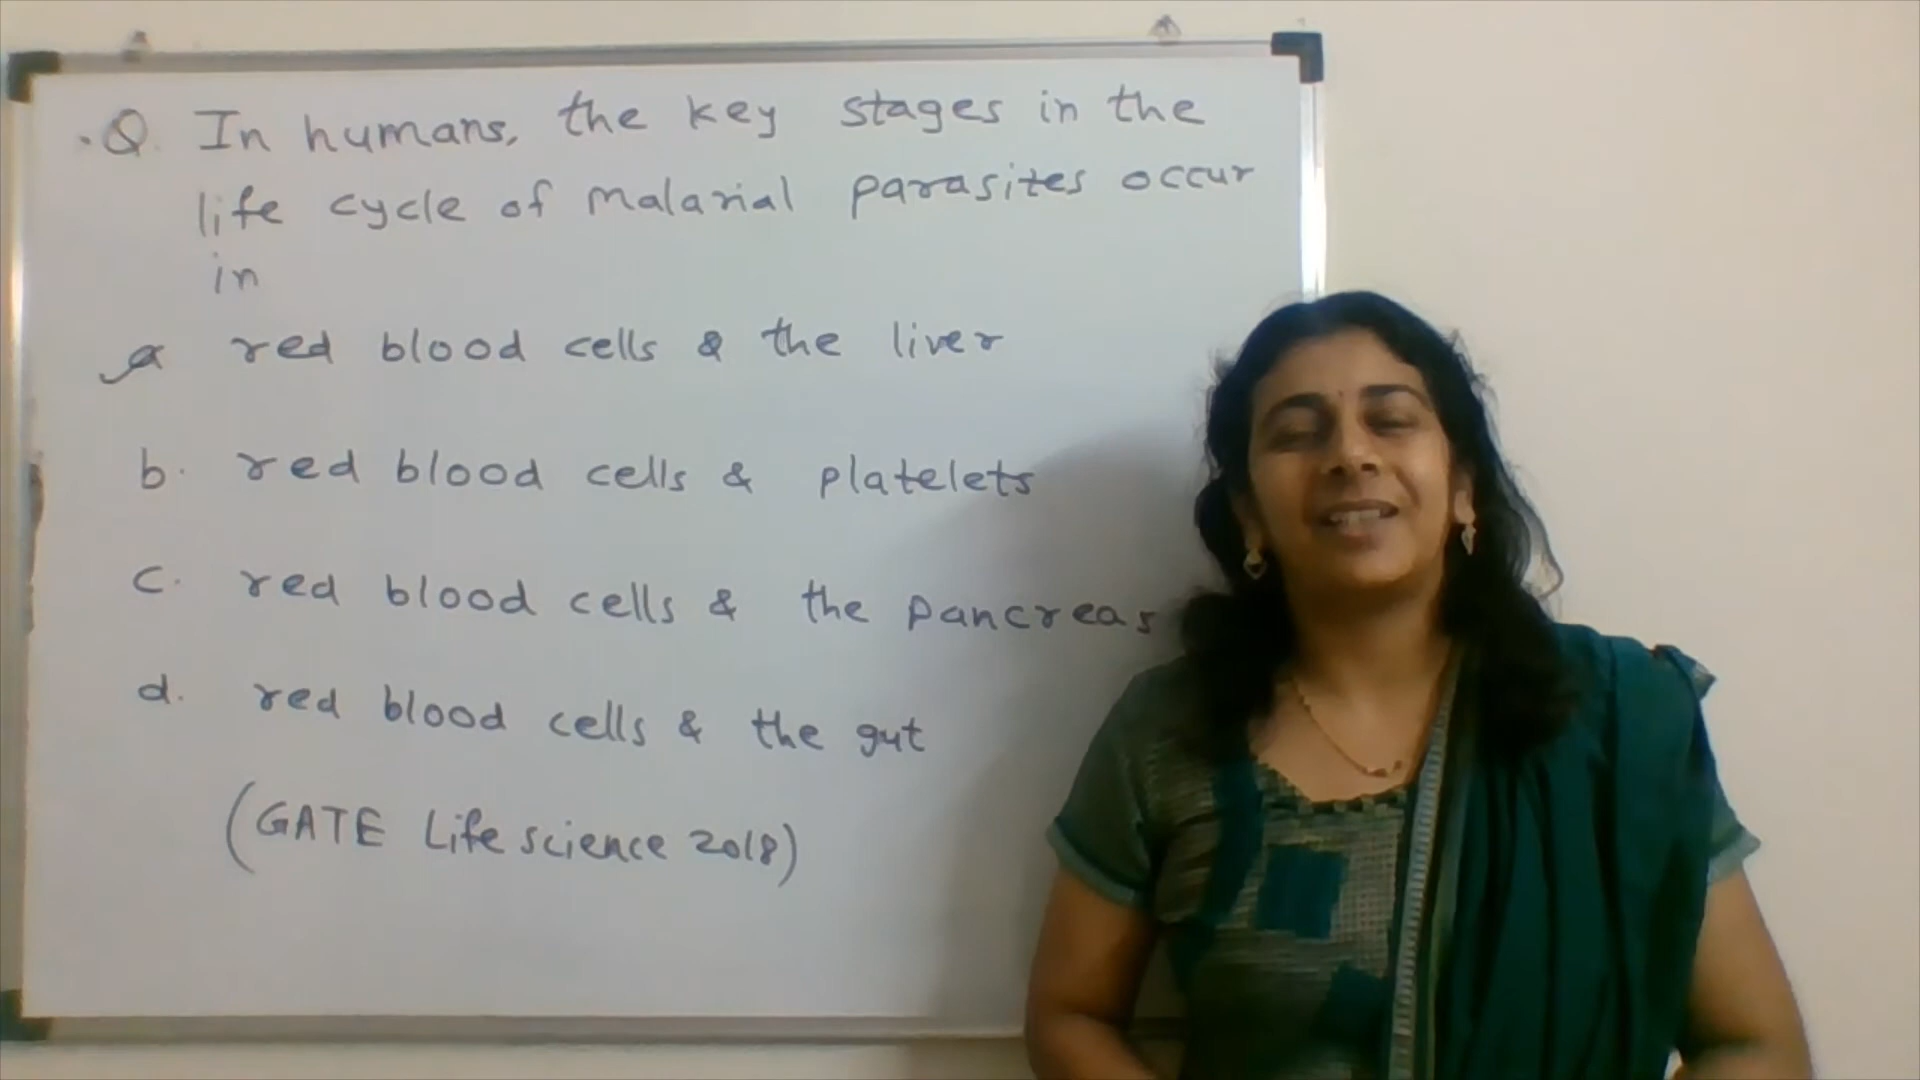 .Q. In humans, the key stages in the
life cycle of malarial parasites occur
in
a red blood cells & the liver
b. red blood cells & platelets
c. red blood cells & the pancreas
d. red blood cells & the gut
(GATE Life science 2018)